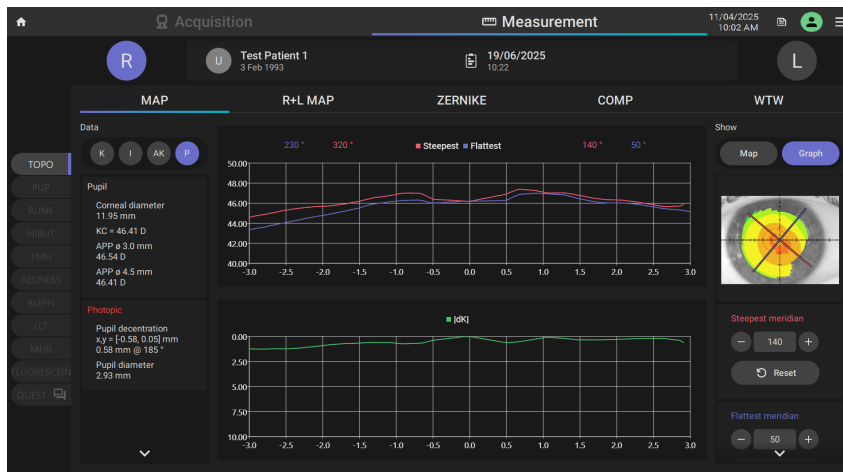 Acquisition
Measurement
11/04/2025
10:02 AM
R
U
Test Patient 1
3 Feb 1993
19/06/2025
10:22
L
MAP
R+L MAP
ZERNIKE
COMP
WTW
TOPO
PUP
BLINK
NIBUT
TMH
REDNESS
BLEPH
LLT
MEIB
FLUORESCEIN
QUEST
Data
K
I
AK
P
Pupil
Corneal diameter
11.95 mm
KC = 46.41 D
APP ø 3.0 mm
46.54 D
APP ø 4.5 mm
46.41 D
Photopic
Pupil decentration
x,y = [-0.58, 0.05] mm
0.58 mm @ 185 °
Pupil diameter
2.93 mm
230 °
320 °
Steepest
Flattest
140 °
50 °
50.00
48.00
46.00
44.00
42.00
40.00
-3.0 -2.5 -2.0 -1.5 -1.0 -0.5 0.0 0.5 1.0 1.5 2.0 2.5 3.0
|dK|
0.00
2.50
5.00
7.50
10.00
-3.0 -2.5 -2.0 -1.5 -1.0 -0.5 0.0 0.5 1.0 1.5 2.0 2.5 3.0
Show
Map
Graph
Steepest meridian
− 140 +
Reset
Flattest meridian
− 50 +